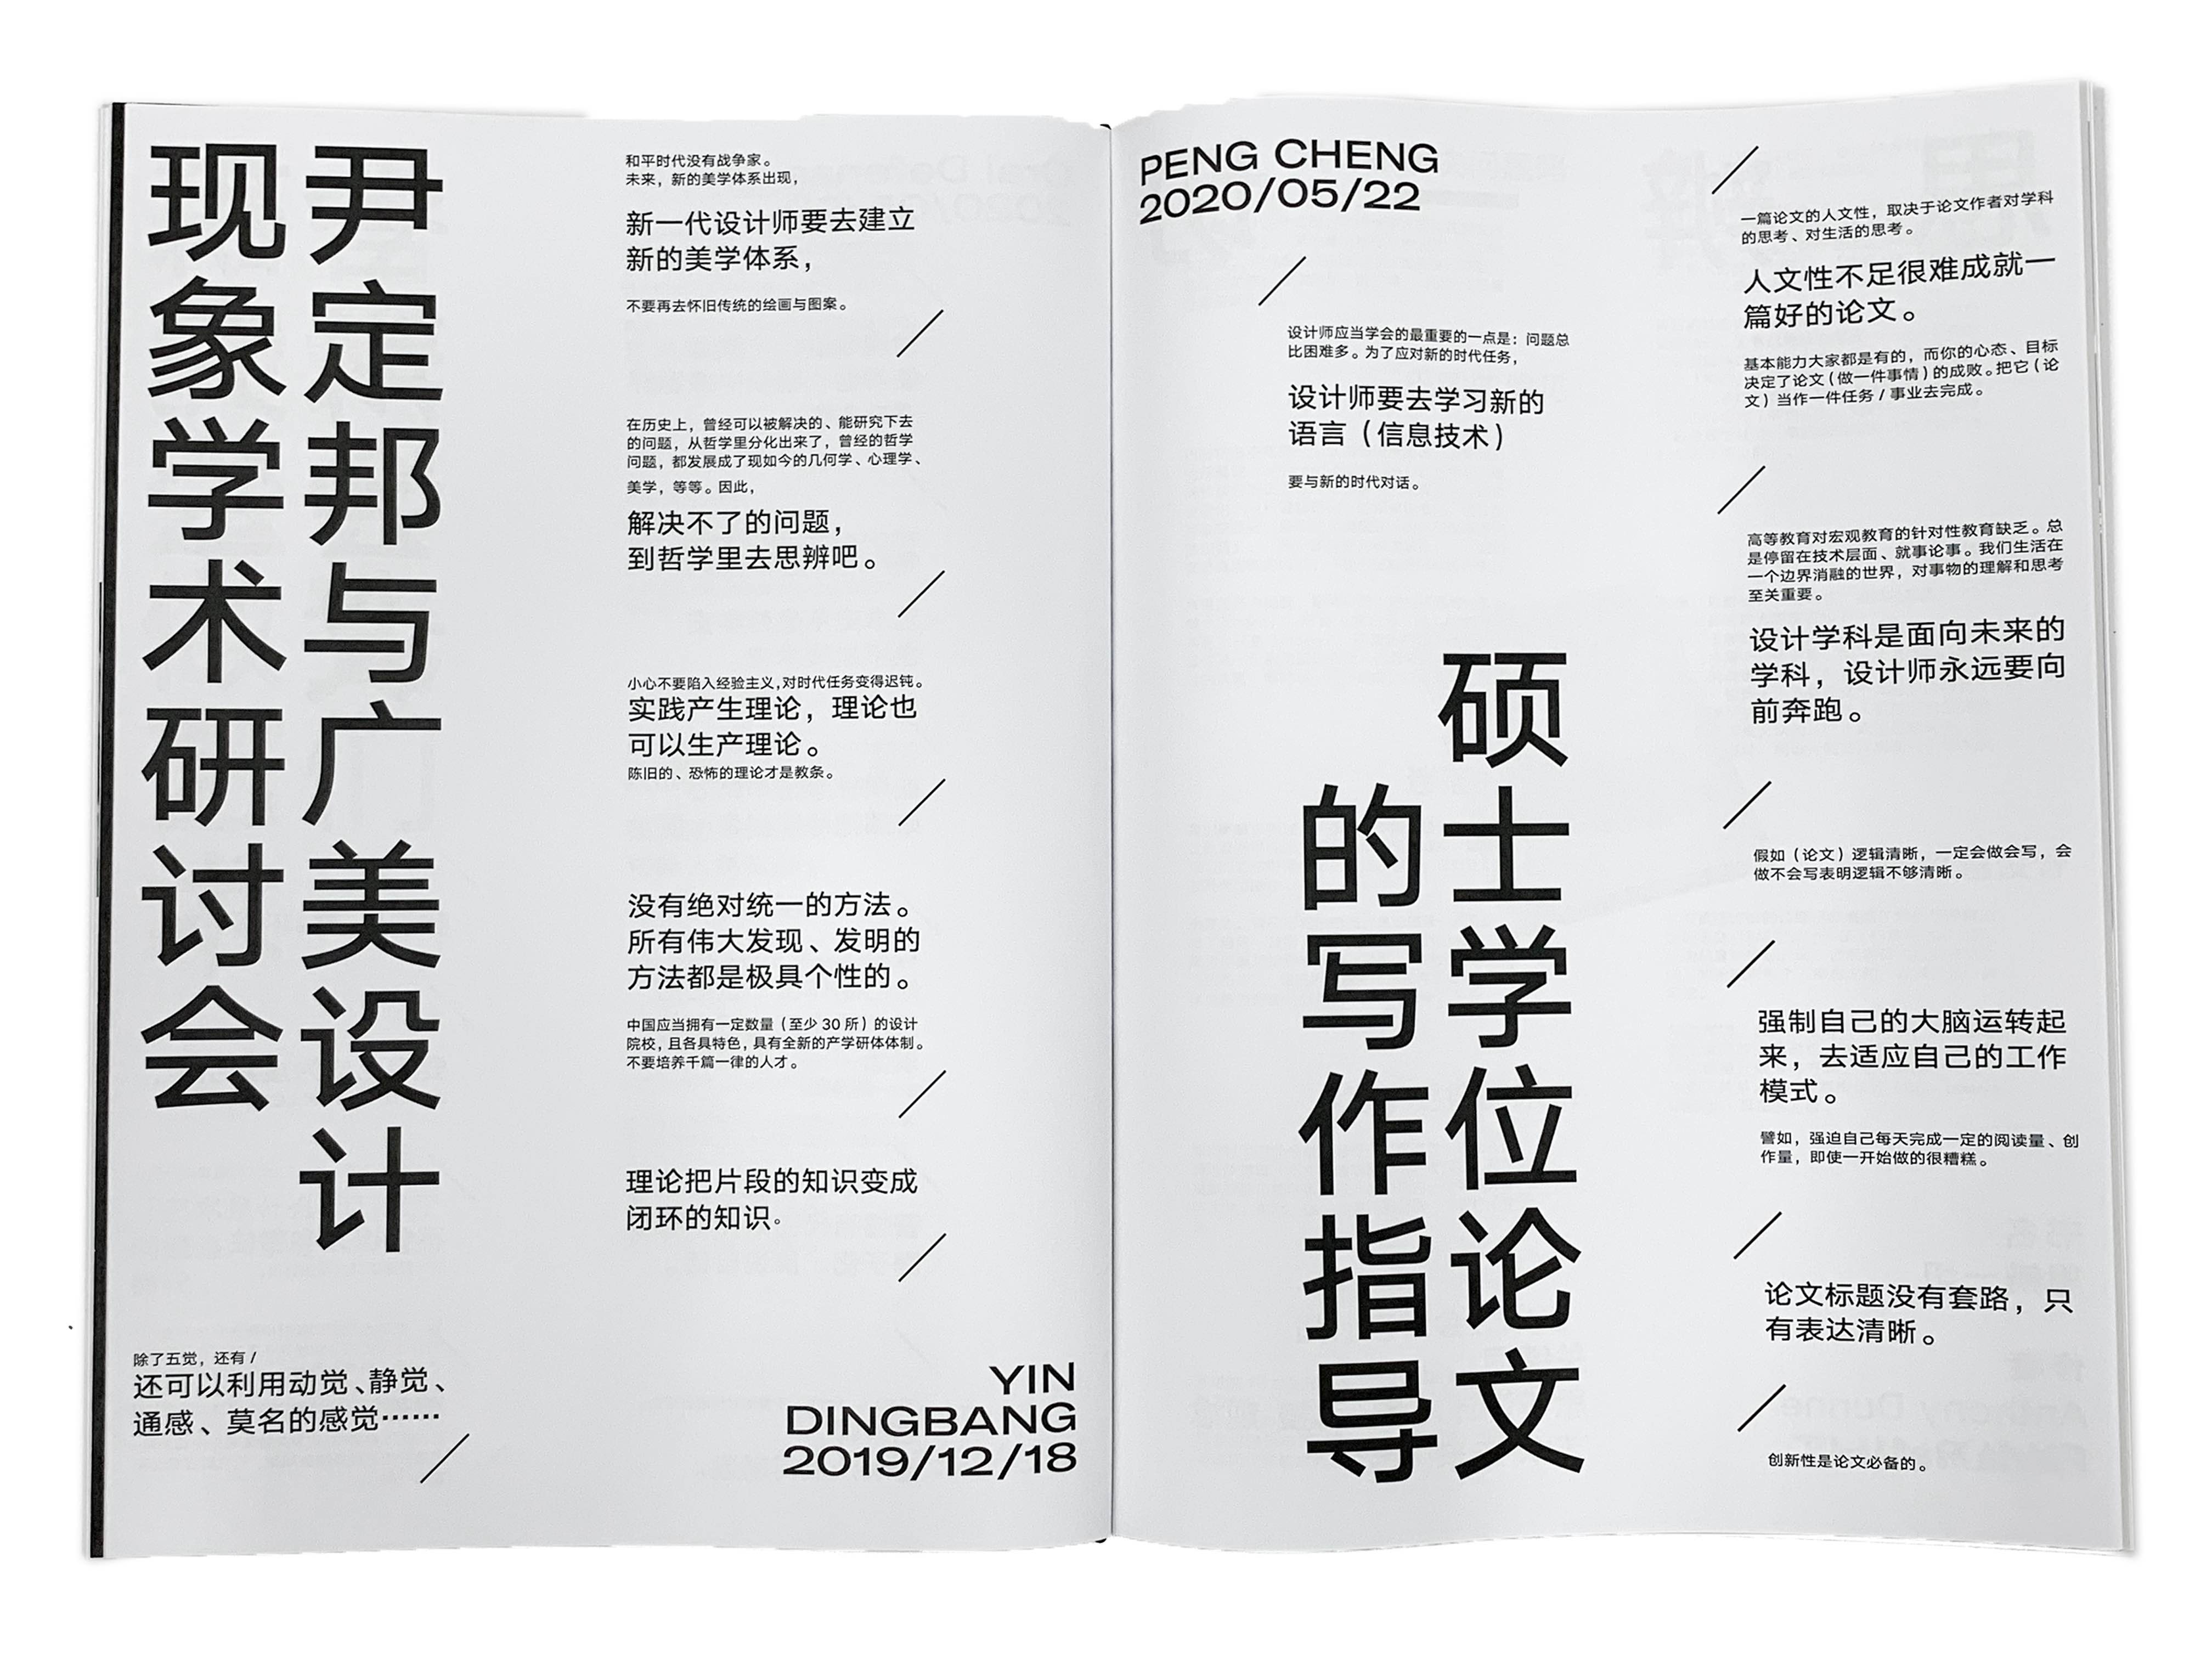 尹定邦与广美设计
现象学术研讨会
除了五觉，还有 /
还可以利用动觉、静觉、
通感、莫名的感觉……
和平时代没有战争家。
未来，新的美学体系出现，
新一代设计师要去建立
新的美学体系，
不要再去怀旧传统的绘画与图案。
在历史上，曾经可以被解决的、能研究下去
的问题，从哲学里分化出来了，曾经的哲学
问题，都发展成了现如今的几何学、心理学、
美学，等等。因此，
解决不了的问题，
到哲学里去思辨吧。
小心不要陷入经验主义，对时代任务变得迟钝。
实践产生理论，理论也
可以生产理论。
陈旧的、恐怖的理论才是教条。
没有绝对统一的方法。
所有伟大发现、发明的
方法都是极具个性的。
中国应当拥有一定数量（至少 30 所）的设计
院校，且各具特色，具有全新的产学研体体制。
不要培养千篇一律的人才。
理论把片段的知识变成
闭环的知识。
YIN
DINGBANG
2019/12/18
PENG CHENG
2020/05/22
设计师应当学会的最重要的一点是：问题总
比困难多。为了应对新的时代任务，
设计师要去学习新的
语言（信息技术）
要与新的时代对话。
硕士学位论文
的写作指导
一篇论文的人文性，取决于论文作者对学科
的思考、对生活的思考。
人文性不足很难成就一
篇好的论文。
基本能力大家都是有的，而你的心态、目标
决定了论文（做一件事情）的成败。把它（论
文）当作一件任务 / 事业去完成。
高等教育对宏观教育的针对性教育缺乏。总
是停留在技术层面、就事论事。我们生活在
一个边界消融的世界，对事物的理解和思考
至关重要。
设计学科是面向未来的
学科，设计师永远要向
前奔跑。
假如（论文）逻辑清晰，一定会做会写，会
做不会写表明逻辑不够清晰。
强制自己的大脑运转起
来，去适应自己的工作
模式。
譬如，强迫自己每天完成一定的阅读量、创
作量，即使一开始做的很糟糕。
论文标题没有套路，只
有表达清晰。
创新性是论文必备的。